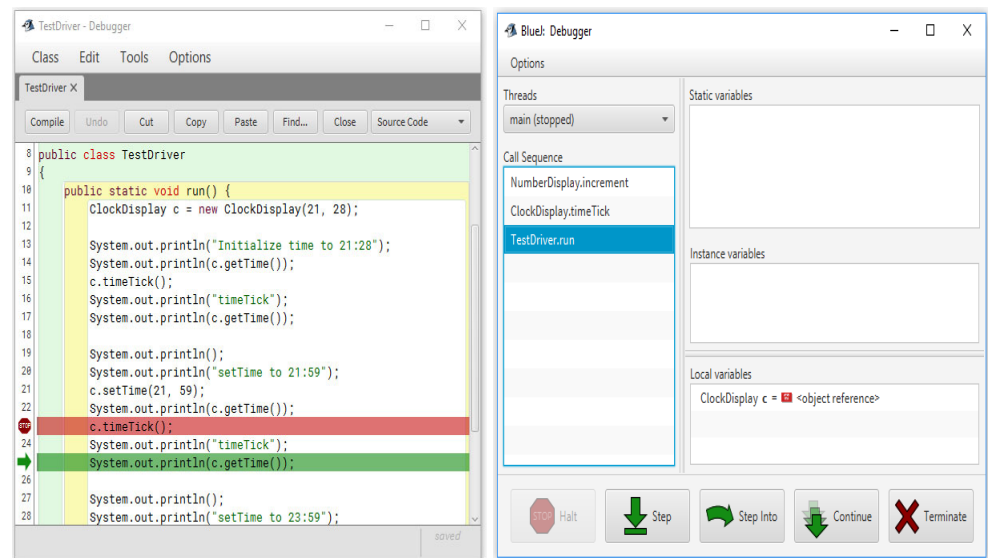 TestDriver - Debugger
Class Edit Tools Options
TestDriver X
Compile Undo Cut Copy Paste Find... Close Source Code
8 public class TestDriver
9 {
10 public static void run() {
11 ClockDisplay c = new ClockDisplay(21, 28);
12
13 System.out.println("Initialize time to 21:28");
14 System.out.println(c.getTime());
15 c.timeTick();
16 System.out.println("timeTick");
17 System.out.println(c.getTime());
18
19 System.out.println();
20 System.out.println("setTime to 21:59");
21 c.setTime(21, 59);
22 System.out.println(c.getTime());
STOP c.timeTick();
24 System.out.println("timeTick");
System.out.println(c.getTime());
26
27 System.out.println();
28 System.out.println("setTime to 23:59");
saved
BlueJ: Debugger
Options
Threads
main (stopped)
Call Sequence
NumberDisplay.increment
ClockDisplay.timeTick
TestDriver.run
Static variables
Instance variables
Local variables
ClockDisplay c = <object reference>
STOP Halt Step Step Into Continue Terminate